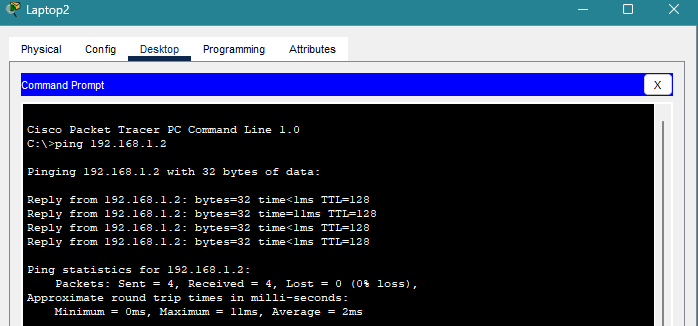 Laptop2
Physical Config Desktop Programming Attributes
Command Prompt X
Cisco Packet Tracer PC Command Line 1.0
C:\>ping 192.168.1.2
Pinging 192.168.1.2 with 32 bytes of data:
Reply from 192.168.1.2: bytes=32 time<1ms TTL=128
Reply from 192.168.1.2: bytes=32 time=11ms TTL=128
Reply from 192.168.1.2: bytes=32 time<1ms TTL=128
Reply from 192.168.1.2: bytes=32 time<1ms TTL=128
Ping statistics for 192.168.1.2:
Packets: Sent = 4, Received = 4, Lost = 0 (0% loss),
Approximate round trip times in milli-seconds:
Minimum = 0ms, Maximum = 11ms, Average = 2ms